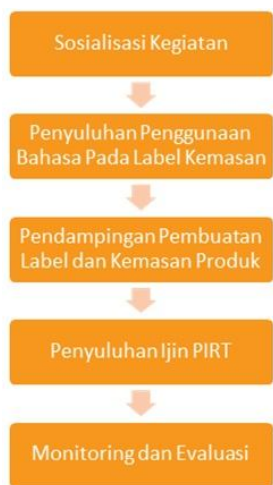 Sosialisasi Kegiatan
Penyuluhan Penggunaan
Bahasa Pada Label Kemasan
Pendampingan Pembuatan
Label dan Kemasan Produk
Penyuluhan Ijin PIRT
Monitoring dan Evaluasi